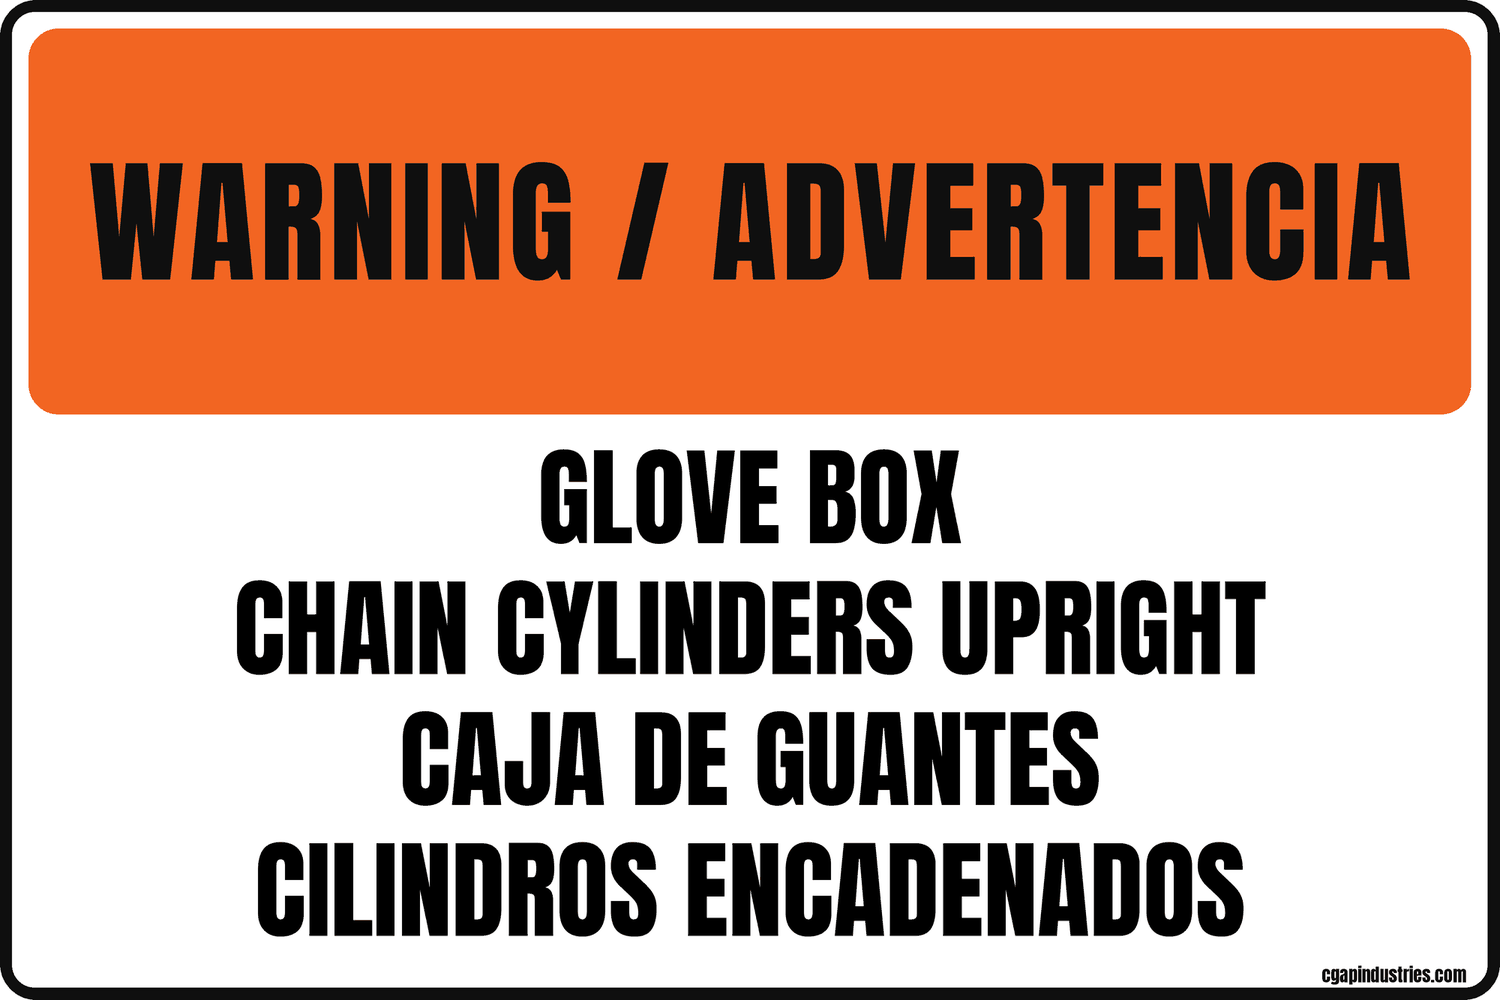 WARNING / ADVERTENCIA
GLOVE BOX
CHAIN CYLINDERS UPRIGHT
CAJA DE GUANTES
CILINDROS ENCADENADOS
cgapindustries.com